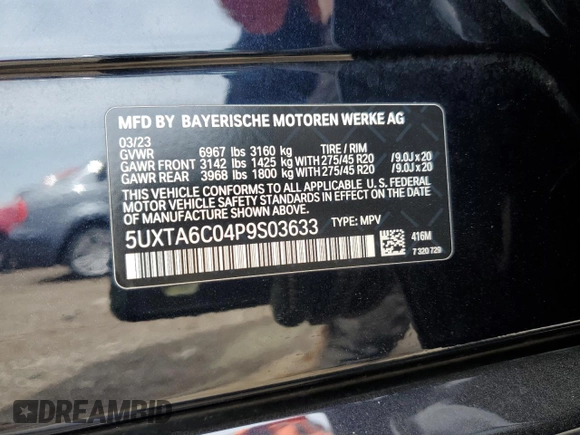 MFD BY BAYERISCHE MOTOREN WERKE AG
03/23
GVWR 6967 lbs 3160 kg TIRE / RIM
GAWR FRONT 3142 lbs 1425 kg WITH 275/45 R20 /9.0J x 20
GAWR REAR 3968 lbs 1800 kg WITH 275/45 R20 /9.0J x 20
THIS VEHICLE CONFORMS TO ALL APPLICABLE U. S. FEDERAL
MOTOR VEHICLE SAFETY STANDARDS IN EFFECT ON THE DATE
OF MANUFACTURE SHOWN ABOVE.
5UXTA6C04P9S03633 TYPE: MPV
416M
7 320 729
DREAMBID